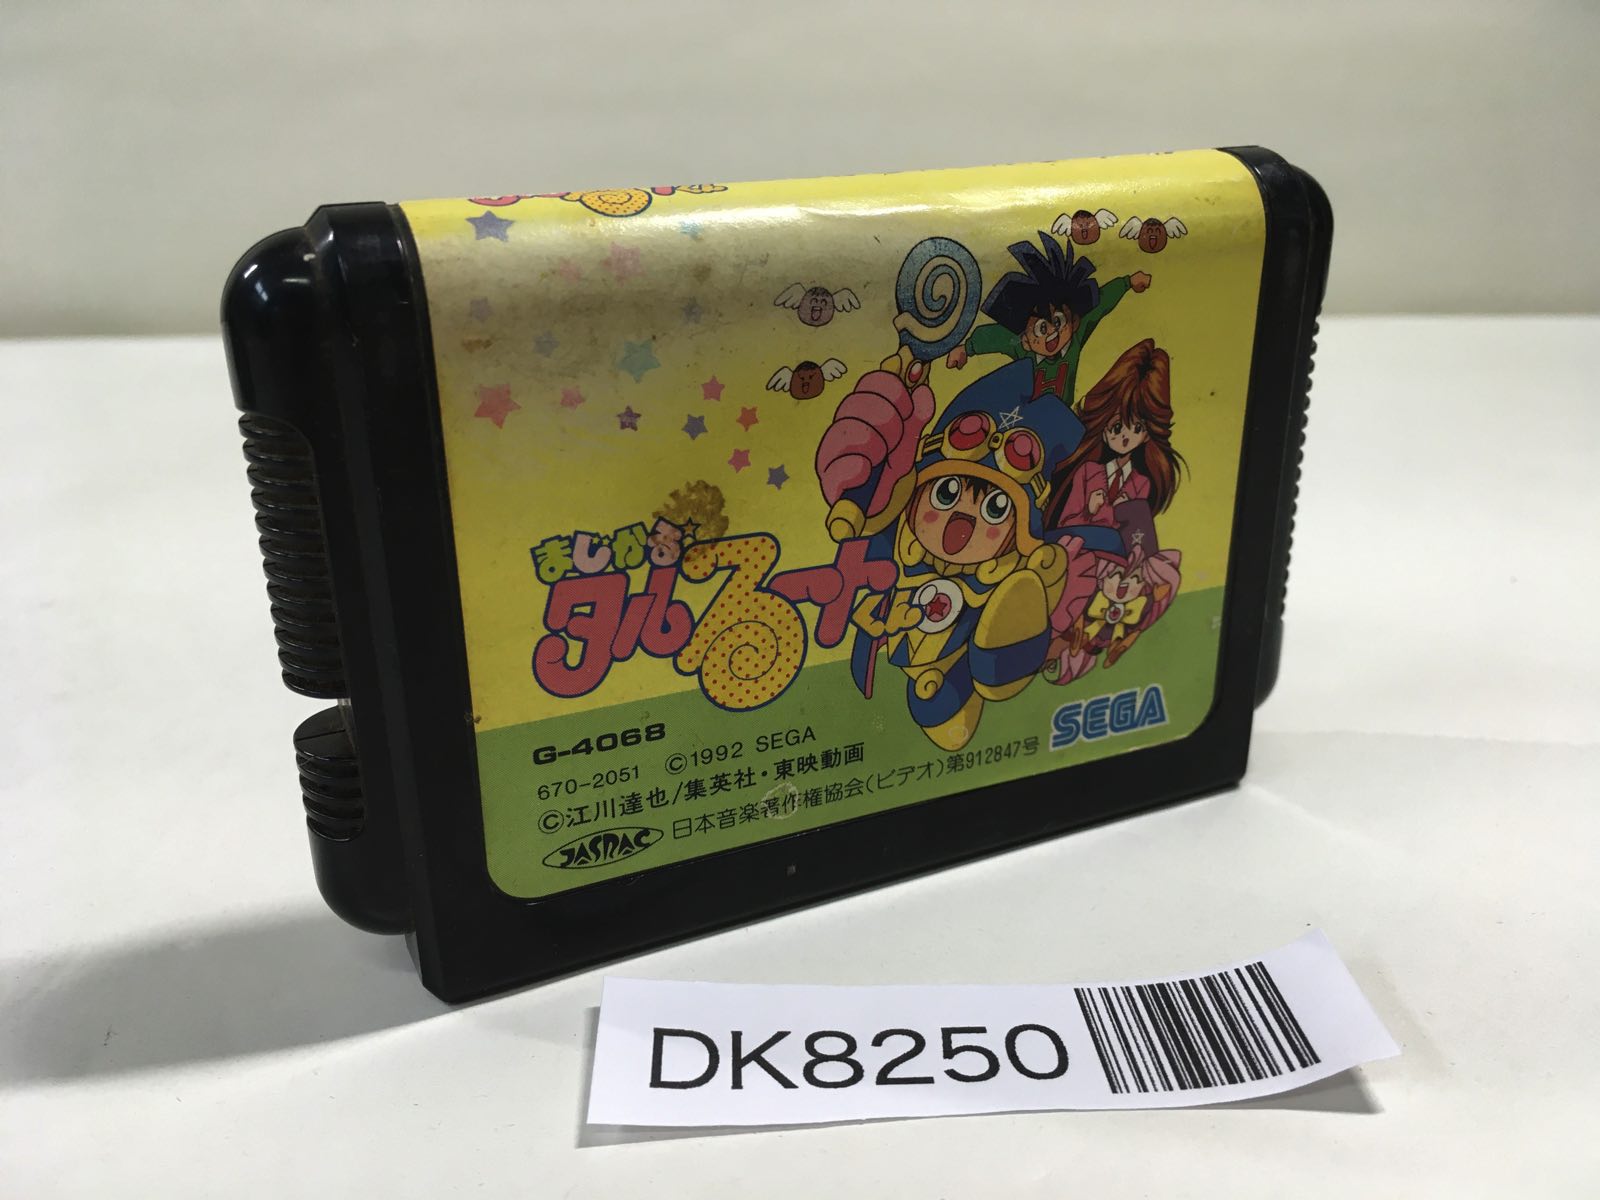 まじかる
タルるートくん
G-4068
670-2051 ©1992 SEGA
©江川達也/集英社・東映動画
JASRAC 日本音楽著作権協会(ビデオ)第912847号
SEGA
H
DK8250